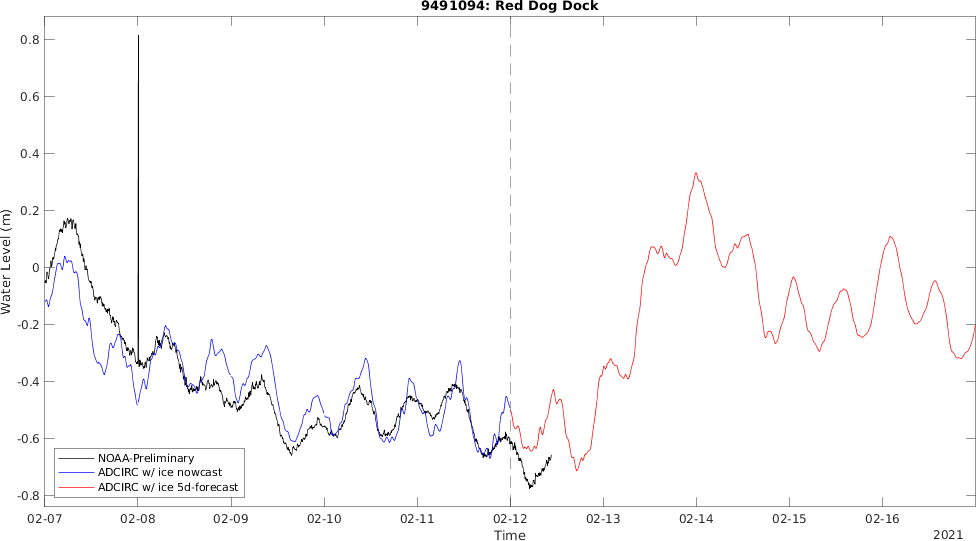 9491094: Red Dog Dock
Water Level (m)
0.8
0.6
0.4
0.2
0
-0.2
-0.4
-0.6
-0.8
NOAA-Preliminary
ADCIRC w/ ice nowcast
ADCIRC w/ ice 5d-forecast
02-07 02-08 02-09 02-10 02-11 02-12 02-13 02-14 02-15 02-16
Time
2021